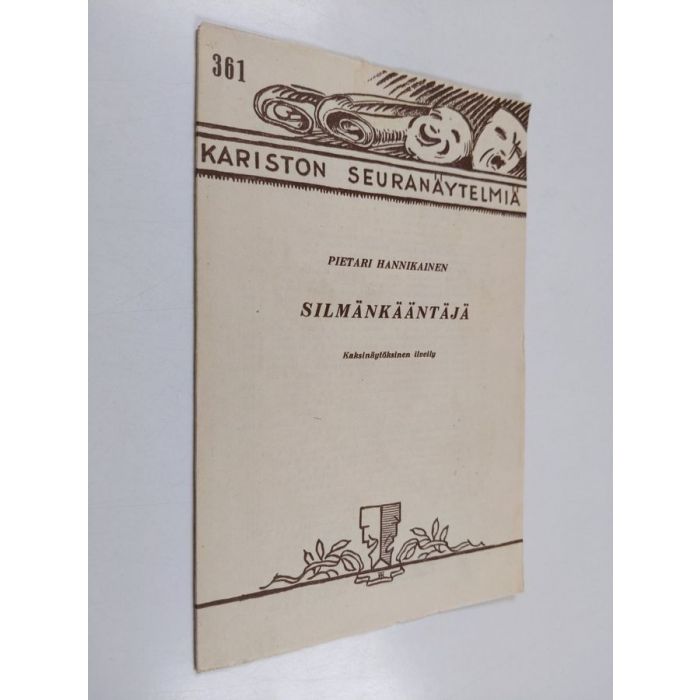 361
KARISTON SEURANÄYTELMIÄ
PIETARI HANNIKAINEN
SILMÄNKÄÄNTÄJÄ
Kaksinäytöksinen ilveily